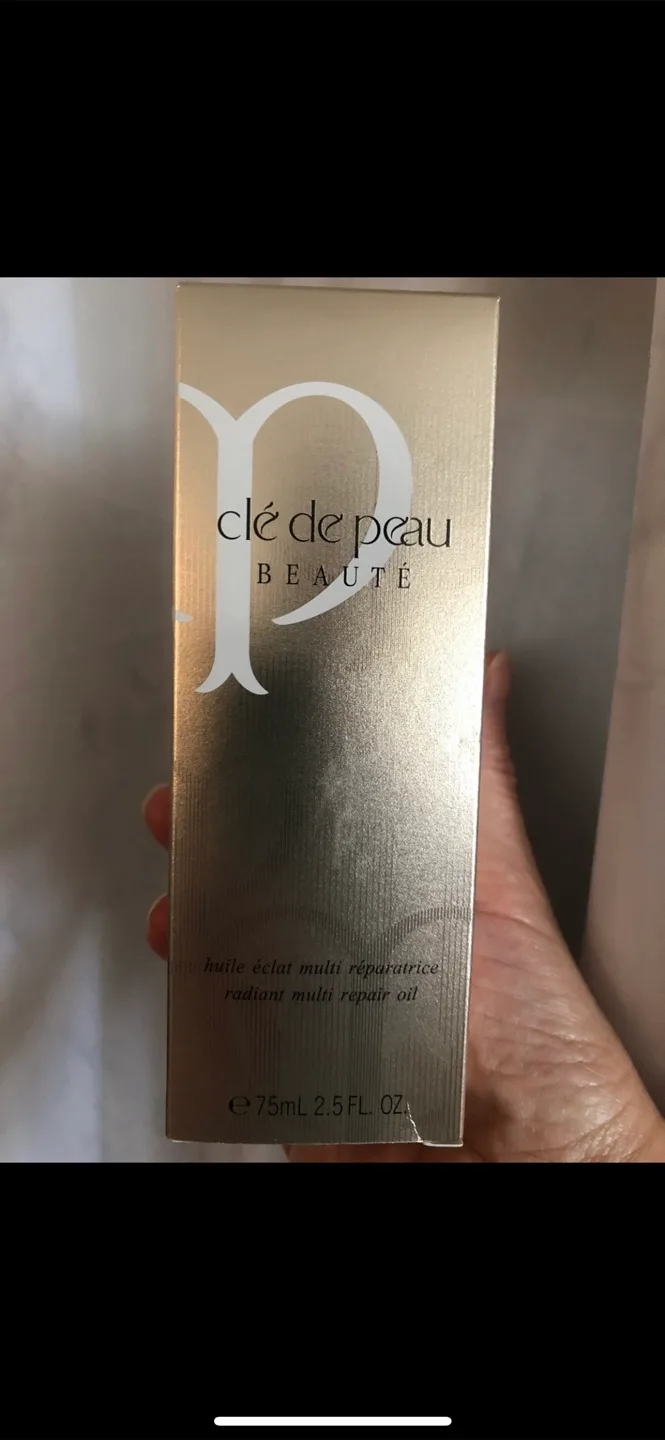 clé de peau
BEAUTÉ
huile éclat multi réparatrice
radiant multi repair oil
℮ 75mL 2.5 FL. OZ.